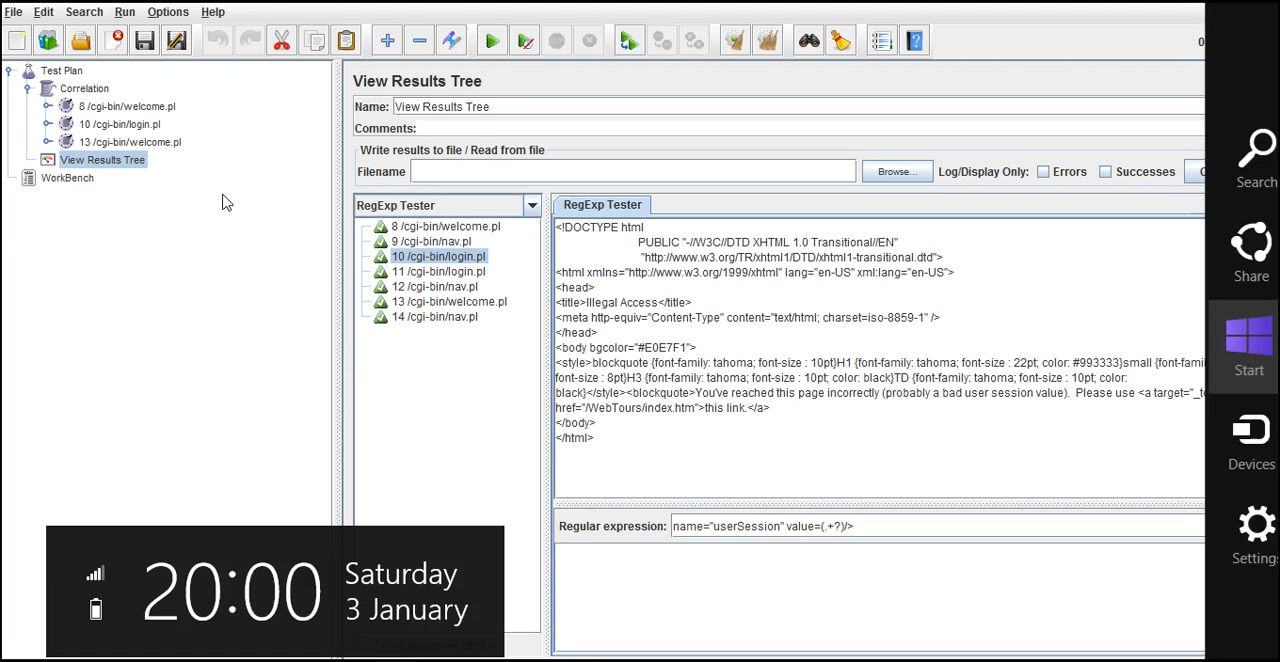 File Edit Search Run Options Help
0
Test Plan
Correlation
8 /cgi-bin/welcome.pl
10 /cgi-bin/login.pl
13 /cgi-bin/welcome.pl
View Results Tree
WorkBench
View Results Tree
Name: View Results Tree
Comments:
Write results to file / Read from file
Filename Browse... Log/Display Only: Errors Successes
RegExp Tester
8 /cgi-bin/welcome.pl
9 /cgi-bin/nav.pl
10 /cgi-bin/login.pl
11 /cgi-bin/login.pl
12 /cgi-bin/nav.pl
13 /cgi-bin/welcome.pl
14 /cgi-bin/nav.pl
RegExp Tester
<!DOCTYPE html
PUBLIC "-//W3C//DTD XHTML 1.0 Transitional//EN"
"http://www.w3.org/TR/xhtml1/DTD/xhtml1-transitional.dtd">
<html xmlns="http://www.w3.org/1999/xhtml" lang="en-US" xml:lang="en-US">
<head>
<title>Illegal Access</title>
<meta http-equiv="Content-Type" content="text/html; charset=iso-8859-1" />
</head>
<body bgcolor="#E0E7F1">
<style>blockquote {font-family: tahoma; font-size : 10pt}H1 {font-family: tahoma; font-size : 22pt; color: #993333}small {font-fami
font-size : 8pt}H3 {font-family: tahoma; font-size : 10pt; color: black}TD {font-family: tahoma; font-size : 10pt; color:
black}</style><blockquote>You've reached this page incorrectly (probably a bad user session value).  Please use <a target="_to
href="/WebTours/index.htm">this link.</a>
</body>
</html>
Regular expression: name="userSession" value=(.+?)/>
20:00
Saturday
3 January
Search
Share
Start
Devices
Setting